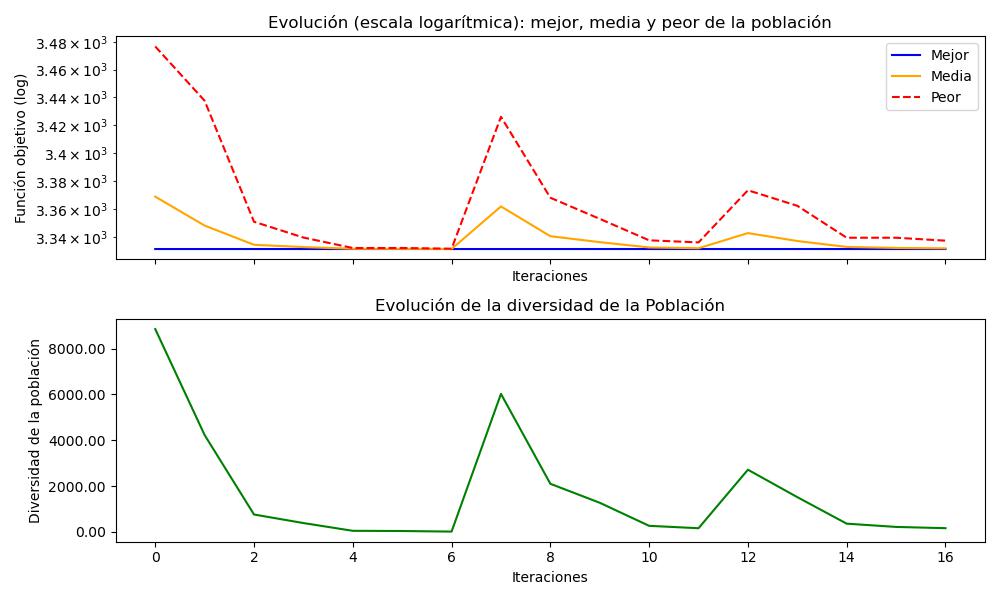 Evolución (escala logarítmica): mejor, media y peor de la población
Función objetivo (log)
3.48 × 10³
3.46 × 10³
3.44 × 10³
3.42 × 10³
3.4 × 10³
3.38 × 10³
3.36 × 10³
3.34 × 10³
Mejor
Media
Peor
Iteraciones
Evolución de la diversidad de la Población
Diversidad de la población
8000.00
6000.00
4000.00
2000.00
0.00
0 2 4 6 8 10 12 14 16
Iteraciones